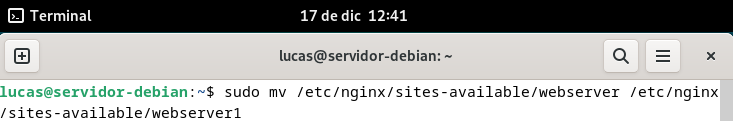 Terminal
17 de dic 12:41
lucas@servidor-debian: ~
lucas@servidor-debian:~$ sudo mv /etc/nginx/sites-available/webserver /etc/nginx
/sites-available/webserver1